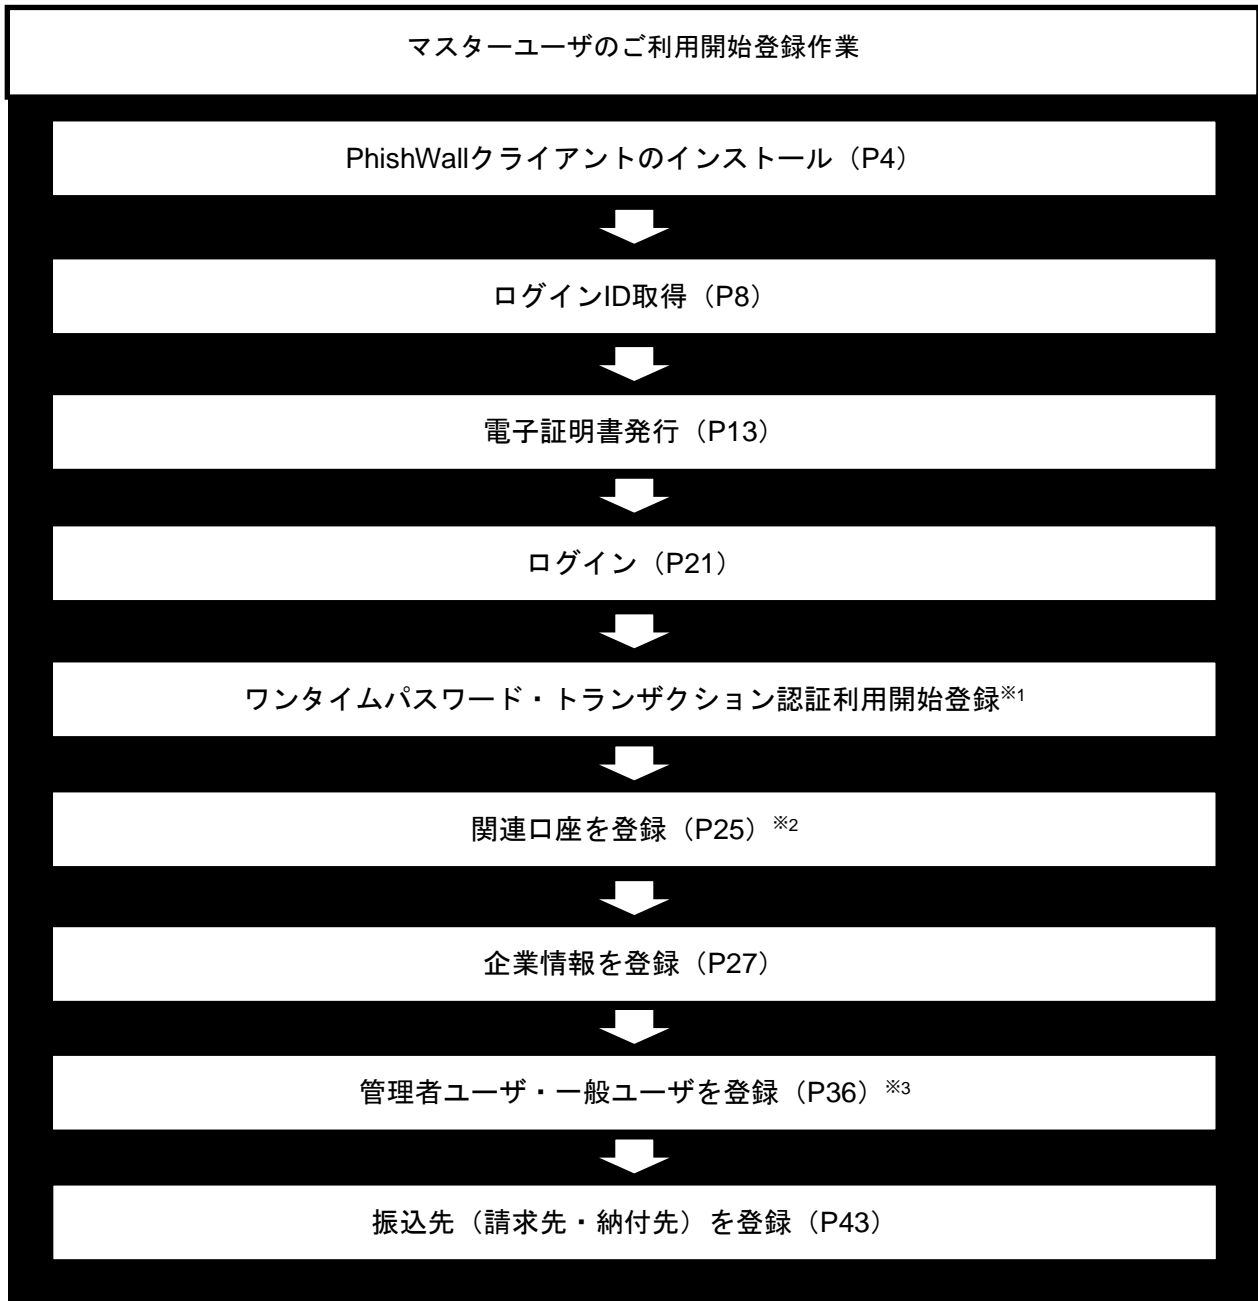 マスターユーザのご利用開始登録作業
PhishWallクライアントのインストール（P4）
ログインID取得（P8）
電子証明書発行（P13）
ログイン（P21）
ワンタイムパスワード・トランザクション認証利用開始登録※1
関連口座を登録（P25）※2
企業情報を登録（P27）
管理者ユーザ・一般ユーザを登録（P36）※3
振込先（請求先・納付先）を登録（P43）